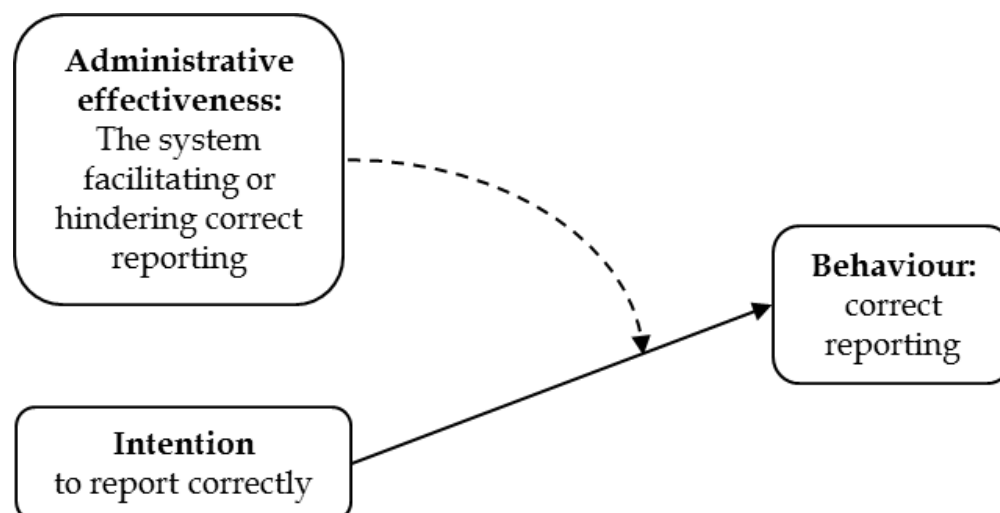 Administrative
effectiveness:
The system
facilitating or
hindering correct
reporting
Behaviour:
correct
reporting
Intention
to report correctly